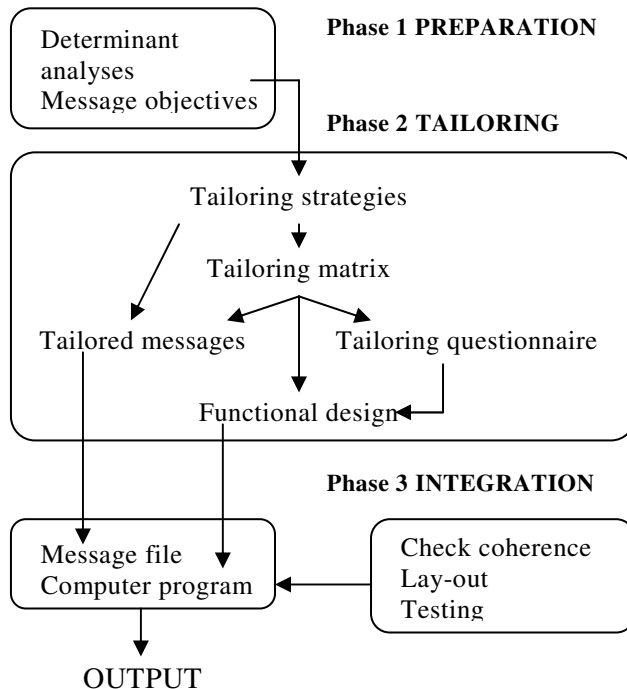 Phase 1 PREPARATION
Determinant
analyses
Message objectives
Phase 2 TAILORING
Tailoring strategies
Tailoring matrix
Tailored messages
Tailoring questionnaire
Functional design
Phase 3 INTEGRATION
Message file
Computer program
Check coherence
Lay-out
Testing
OUTPUT